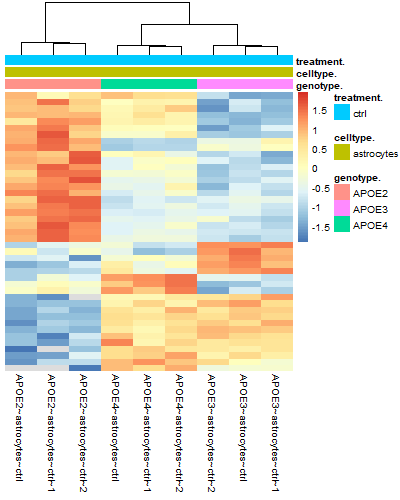 treatment.
celltype.
genotype.
1.5
1
0.5
0
-0.5
-1
-1.5
treatment.
ctrl
celltype.
astrocytes
genotype.
APOE2
APOE3
APOE4
APOE2~astrocytes~ctrl
APOE2~astrocytes~ctrl~1
APOE2~astrocytes~ctrl~2
APOE4~astrocytes~ctrl
APOE4~astrocytes~ctrl~1
APOE4~astrocytes~ctrl~2
APOE3~astrocytes~ctrl~2
APOE3~astrocytes~ctrl
APOE3~astrocytes~ctrl~1